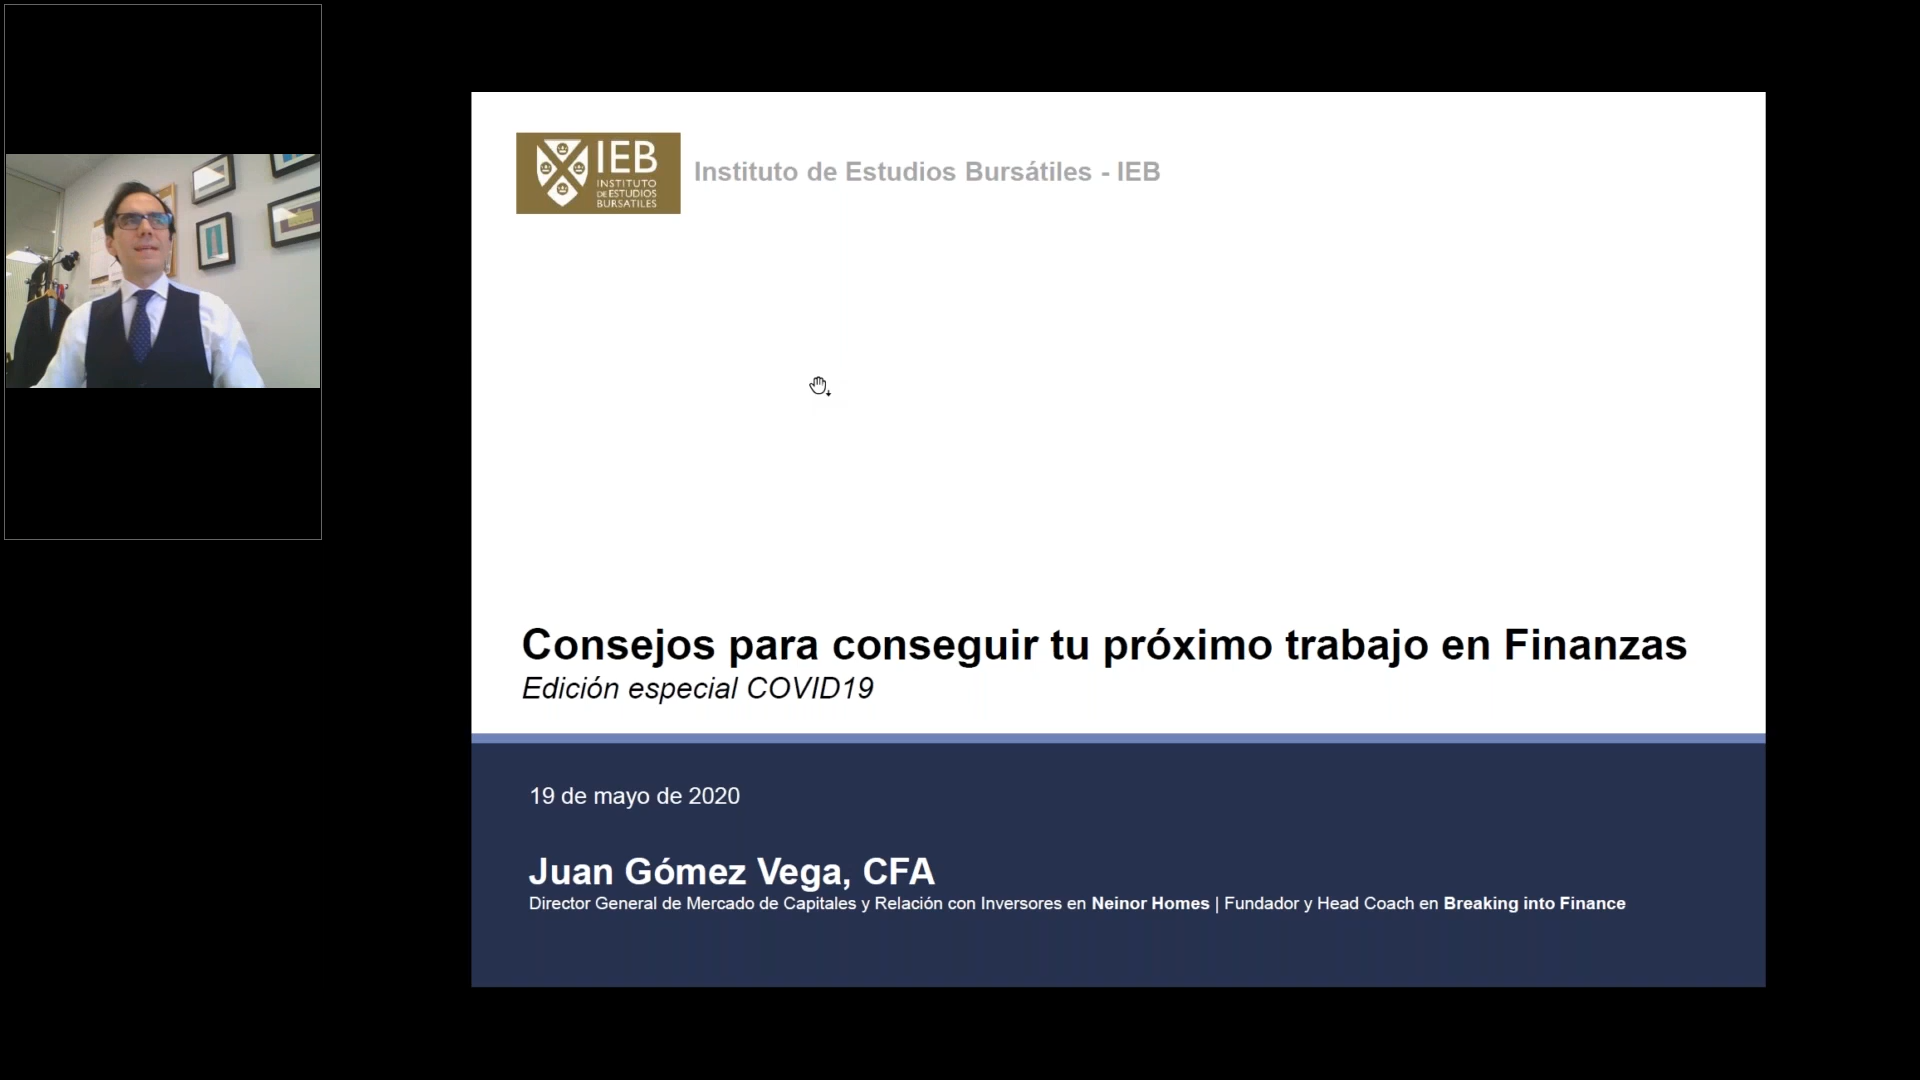 IEB
INSTITUTO
DE ESTUDIOS
BURSATILES
Instituto de Estudios Bursátiles - IEB
Consejos para conseguir tu próximo trabajo en Finanzas
Edición especial COVID19
19 de mayo de 2020
Juan Gómez Vega, CFA
Director General de Mercado de Capitales y Relación con Inversores en Neinor Homes | Fundador y Head Coach en Breaking into Finance